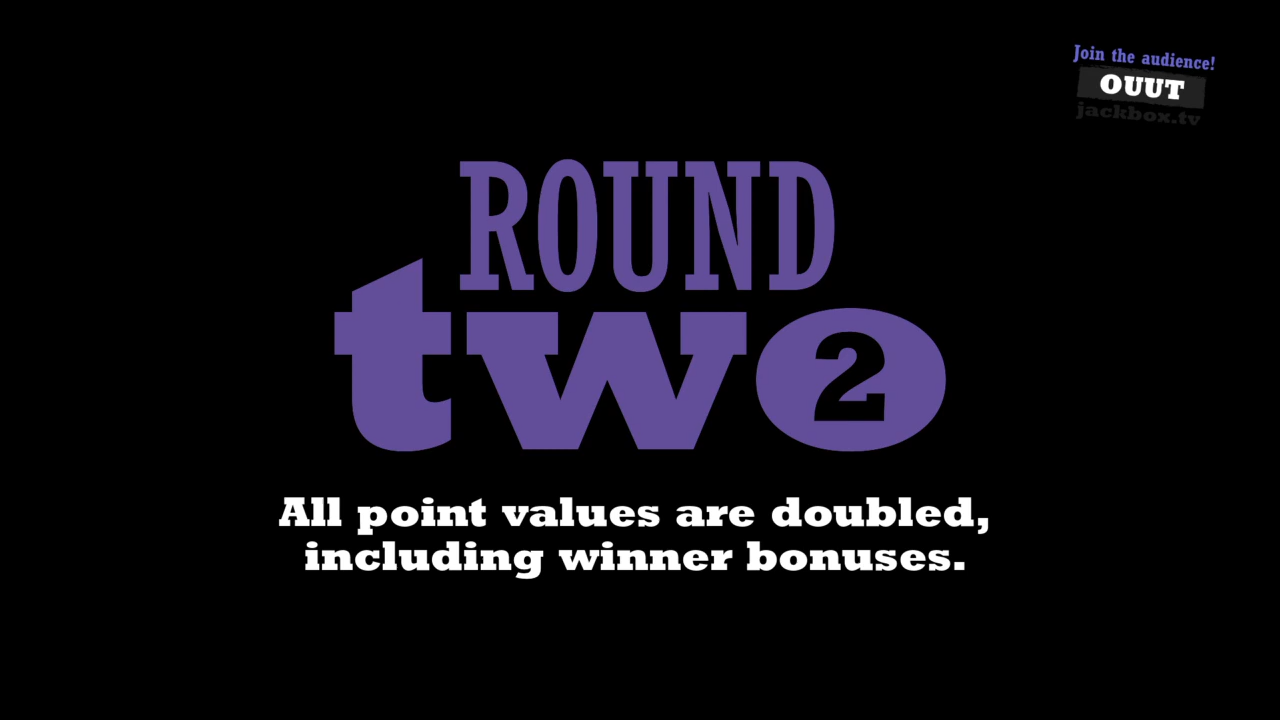 Join the audience!
OUUT
jackbox.tv
ROUND
two
2
All point values are doubled,
including winner bonuses.